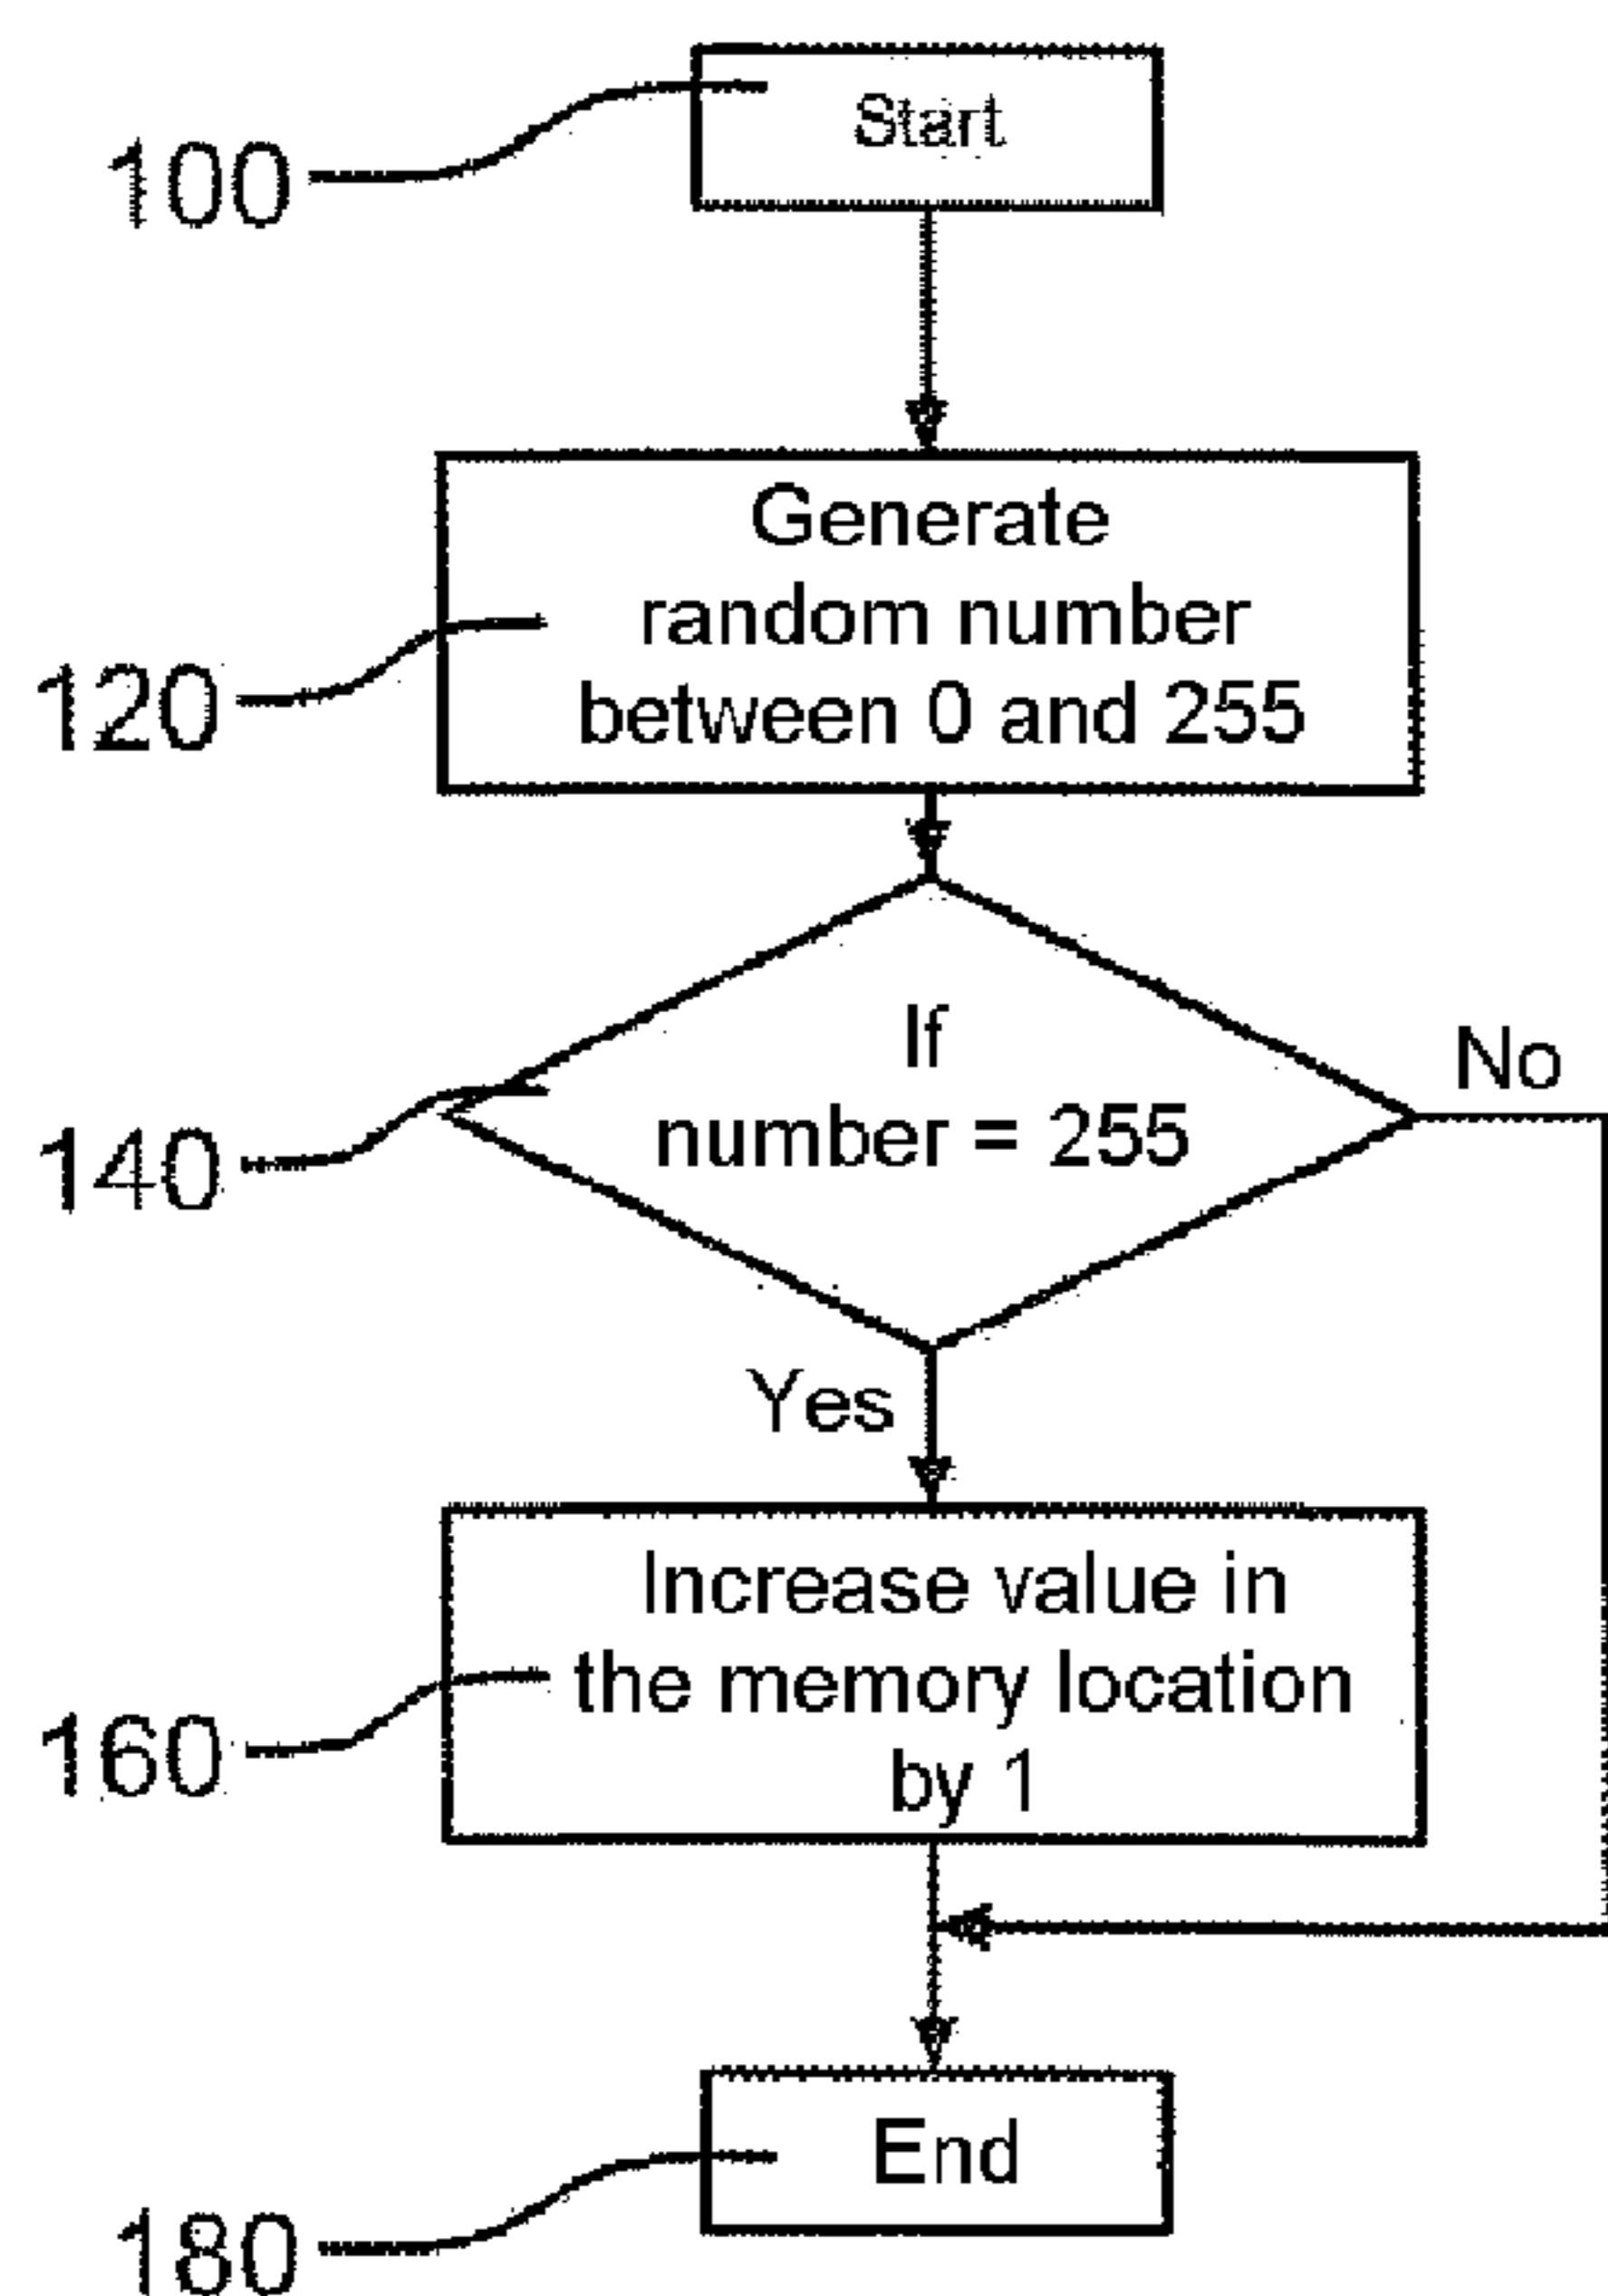 Start
100
Generate
random number
between 0 and 255
120
If
number = 255
No
140
Yes
Increase value in
the memory location
by 1
160
End
180